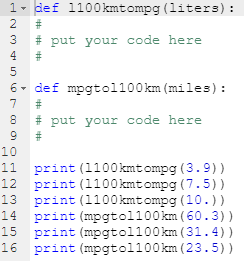 1 def l100kmtompg(liters):
2 #
3 # put your code here
4 #
5
6 def mpgtol100km(miles):
7 #
8 # put your code here
9 #
10
11 print(l100kmtompg(3.9))
12 print(l100kmtompg(7.5))
13 print(l100kmtompg(10.))
14 print(mpgtol100km(60.3))
15 print(mpgtol100km(31.4))
16 print(mpgtol100km(23.5))